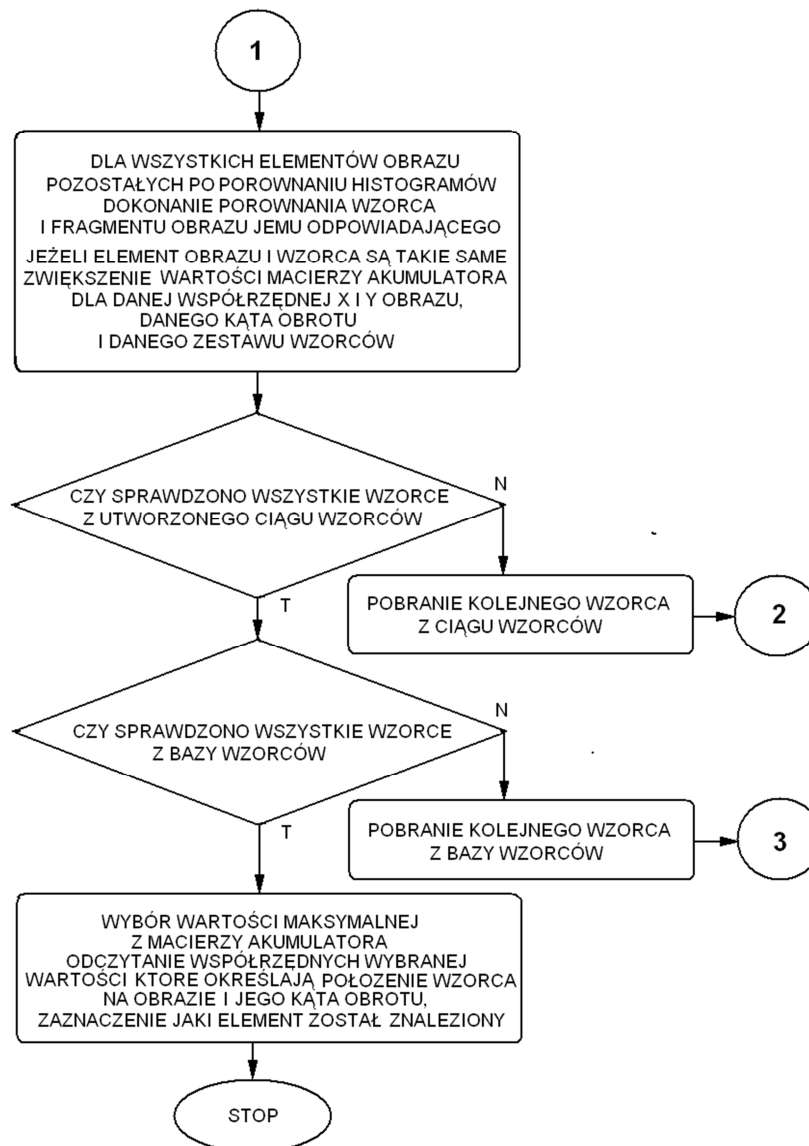 1
DLA WSZYSTKICH ELEMENTÓW OBRAZU
POZOSTAŁYCH PO POROWNANIU HISTOGRAMÓW
DOKONANIE POROWNANIA WZORCA
I FRAGMENTU OBRAZU JEMU ODPOWIADAJĄCEGO
JEŻELI ELEMENT OBRAZU I WZORCA SĄ TAKIE SAME
ZWIĘKSZENIE WARTOŚCI MACIERZY AKUMULATORA
DLA DANEJ WSPÓŁRZĘDNEJ X I Y OBRAZU,
DANEGO KĄTA OBROTU
I DANEGO ZESTAWU WZORCÓW
CZY SPRAWDZONO WSZYSTKIE WZORCE
Z UTWORZONEGO CIĄGU WZORCÓW
N
T
POBRANIE KOLEJNEGO WZORCA
Z CIĄGU WZORCÓW
2
CZY SPRAWDZONO WSZYSTKIE WZORCE
Z BAZY WZORCÓW
N
T
POBRANIE KOLEJNEGO WZORCA
Z BAZY WZORCÓW
3
WYBÓR WARTOŚCI MAKSYMALNEJ
Z MACIERZY AKUMULATORA
ODCZYTANIE WSPÓŁRZĘDNYCH WYBRANEJ
WARTOŚCI KTORE OKREŚLAJĄ POŁOZENIE WZORCA
NA OBRAZIE I JEGO KĄTA OBROTU,
ZAZNACZENIE JAKI ELEMENT ZOSTAŁ ZNALEZIONY
STOP